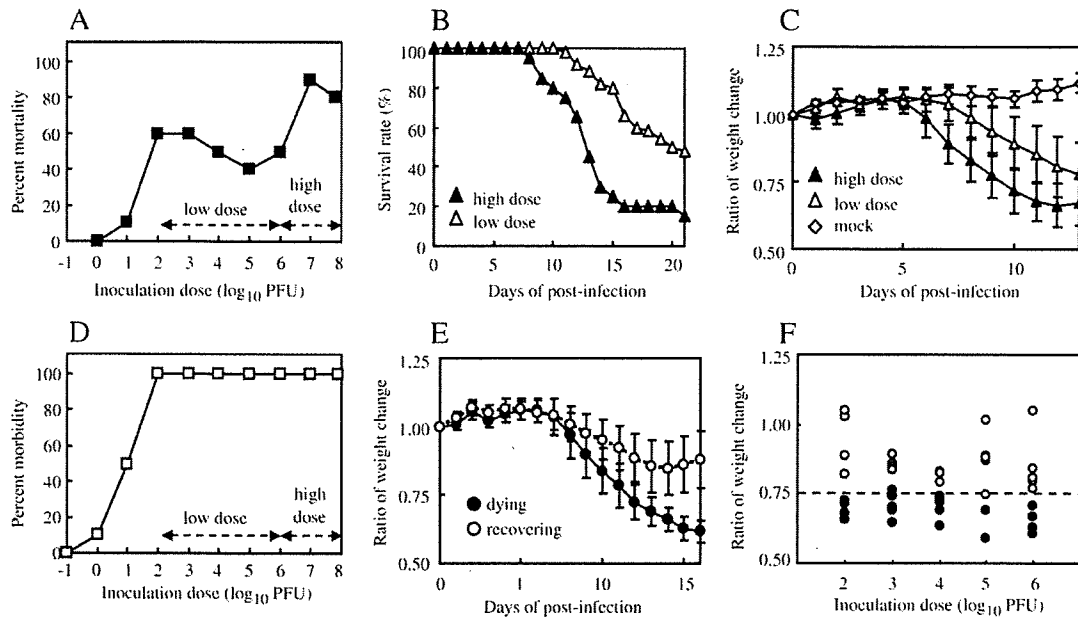 A
Percent mortality
100
80
60
40
20
0
low dose
high dose
-1 0 1 2 3 4 5 6 7 8
Inoculation dose (log10 PFU)
B
Survival rate (%)
100
80
60
40
20
0
high dose
low dose
0 5 10 15 20
Days of post-infection
C
Ratio of weight change
1.25
1.00
0.75
0.50
high dose
low dose
mock
0 5 10
Days of post-infection
D
Percent morbidity
100
80
60
40
20
0
low dose
high dose
-1 0 1 2 3 4 5 6 7 8
Inoculation dose (log10 PFU)
E
Ratio of weight change
1.25
1.00
0.75
0.50
dying
recovering
0 1 10 15
Days of post-infection
F
Ratio of weight change
1.25
1.00
0.75
0.50
2 3 4 5 6
Inoculation dose (log10 PFU)